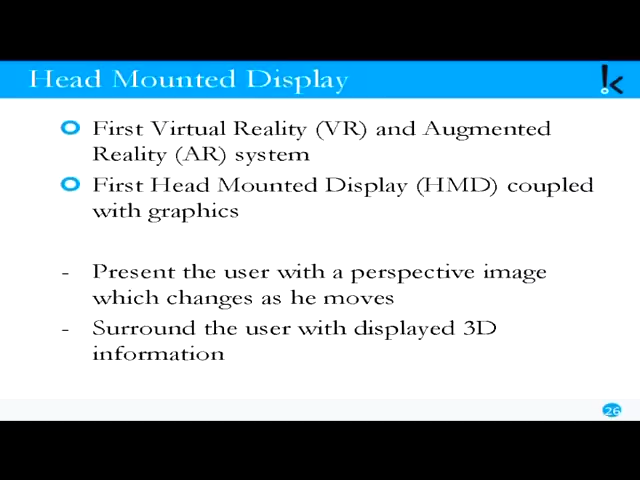 Head Mounted Display
First Virtual Reality (VR) and Augmented
Reality (AR) system
First Head Mounted Display (HMD) coupled
with graphics
- Present the user with a perspective image
which changes as he moves
- Surround the user with displayed 3D
information
26